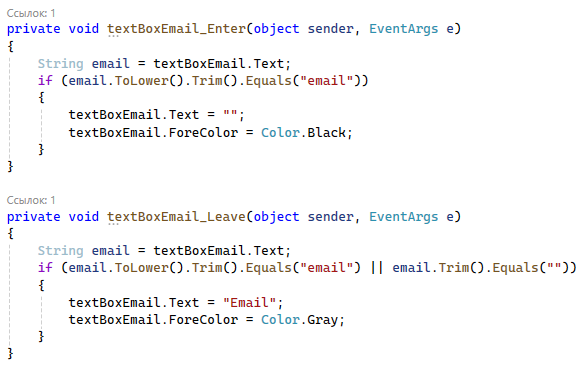 Ссылок: 1
private void textBoxEmail_Enter(object sender, EventArgs e)
{
    String email = textBoxEmail.Text;
    if (email.ToLower().Trim().Equals("email"))
    {
        textBoxEmail.Text = "";
        textBoxEmail.ForeColor = Color.Black;
    }
}
Ссылок: 1
private void textBoxEmail_Leave(object sender, EventArgs e)
{
    String email = textBoxEmail.Text;
    if (email.ToLower().Trim().Equals("email") || email.Trim().Equals(""))
    {
        textBoxEmail.Text = "Email";
        textBoxEmail.ForeColor = Color.Gray;
    }
}